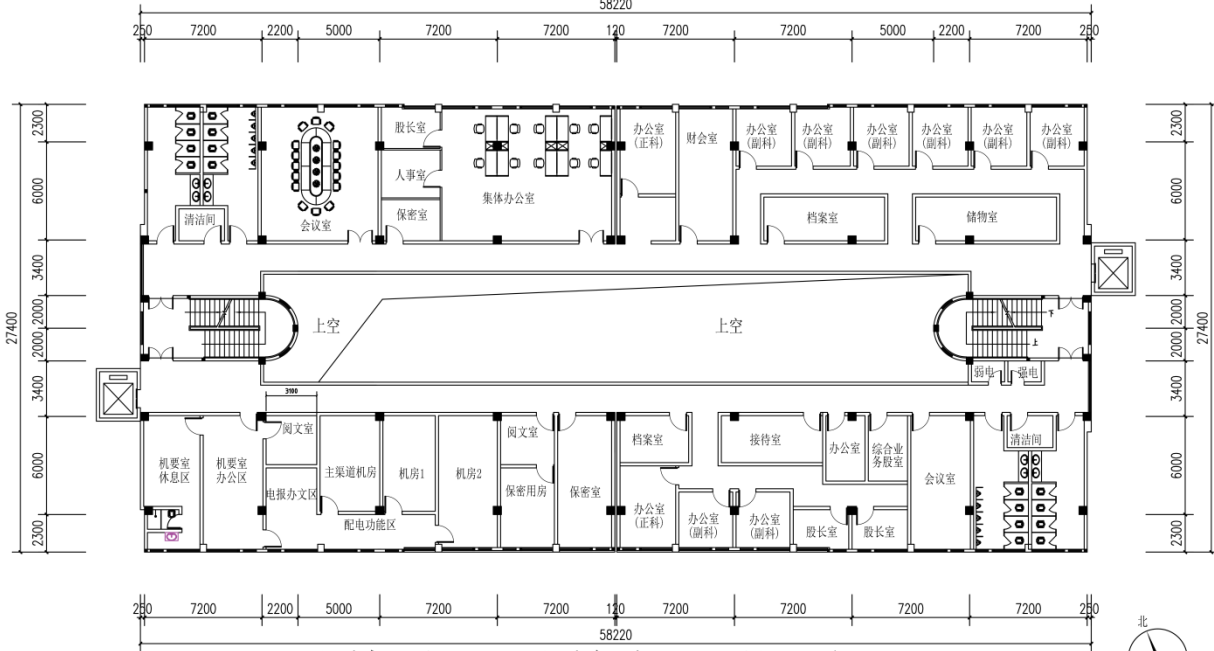 58220
250 7200 2200 5000 7200 7200 120 7200 7200 5000 2200 7200 250
2300
6000
3400
2000
2000
3400
6000
2300
27400
2300
6000
3400
2000
2000
3400
6000
2300
27400
股长室
人事室
保密室
清洁间
会议室
集体办公室
办公室
(正科)
财会室
办公室
(副科)
办公室
(副科)
办公室
(副科)
办公室
(副科)
办公室
(副科)
办公室
(副科)
档案室
储物室
上空
上空
下
上
弱电
强电
3100
机要室
休息区
机要室
办公区
阅文室
电报办文区
主渠道机房
机房1
配电功能区
机房2
阅文室
保密用房
保密室
档案室
接待室
办公室
综合业
务股室
会议室
清洁间
办公室
(正科)
办公室
(副科)
办公室
(副科)
股长室
股长室
250 7200 2200 5000 7200 7200 120 7200 7200 7200 7200 250
58220
北